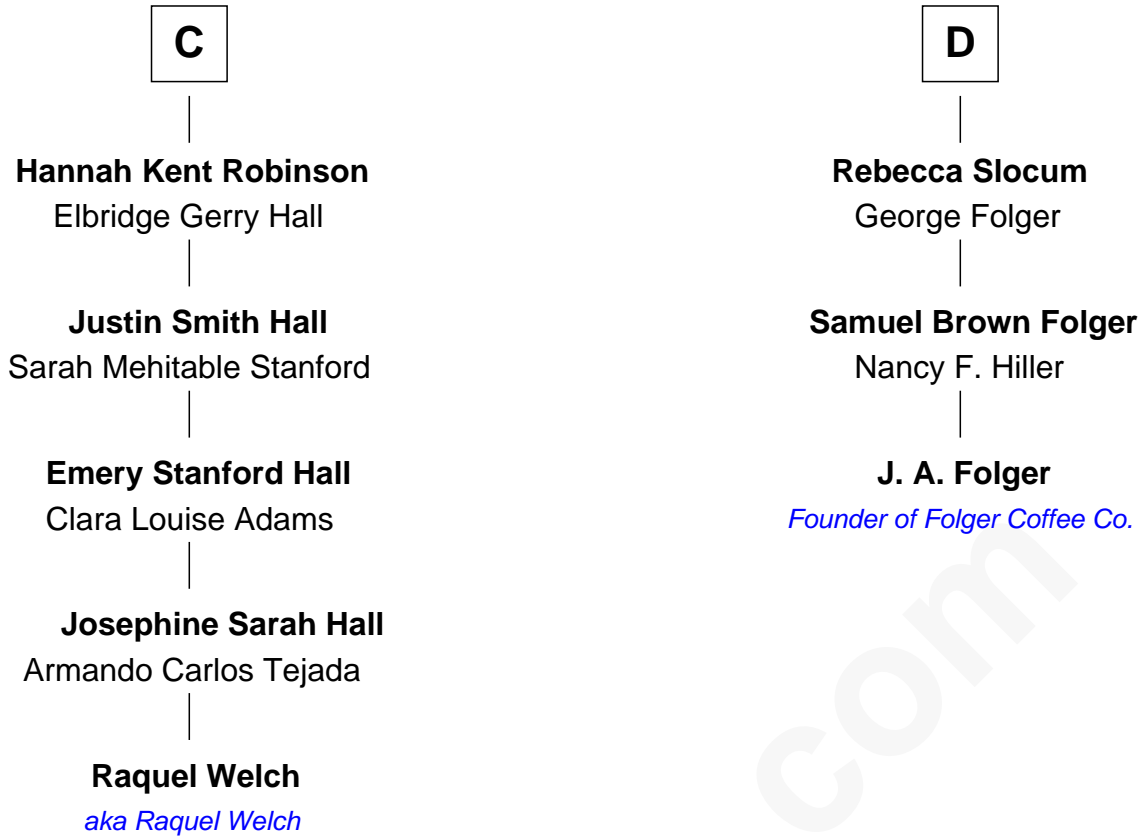 C
Hannah Kent Robinson
Elbridge Gerry Hall
Justin Smith Hall
Sarah Mehitable Stanford
Emery Stanford Hall
Clara Louise Adams
Josephine Sarah Hall
Armando Carlos Tejada
Raquel Welch
aka Raquel Welch
D
Rebecca Slocum
George Folger
Samuel Brown Folger
Nancy F. Hiller
J. A. Folger
Founder of Folger Coffee Co.
com